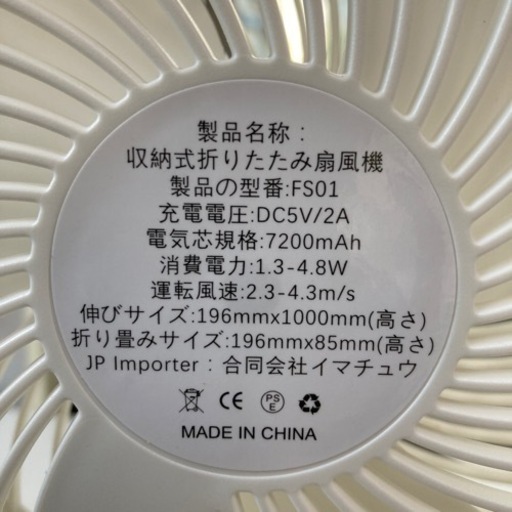 製品名称：
収納式折りたたみ扇風機
製品の型番:FS01
充電電圧:DC5V/2A
電気芯規格:7200mAh
消費電力:1.3-4.8W
運転風速:2.3-4.3m/s
伸びサイズ:196mmx1000mm(高さ)
折り畳みサイズ:196mmx85mm(高さ)
JP Importer：合同会社イマチュウ
CE PSE
MADE IN CHINA